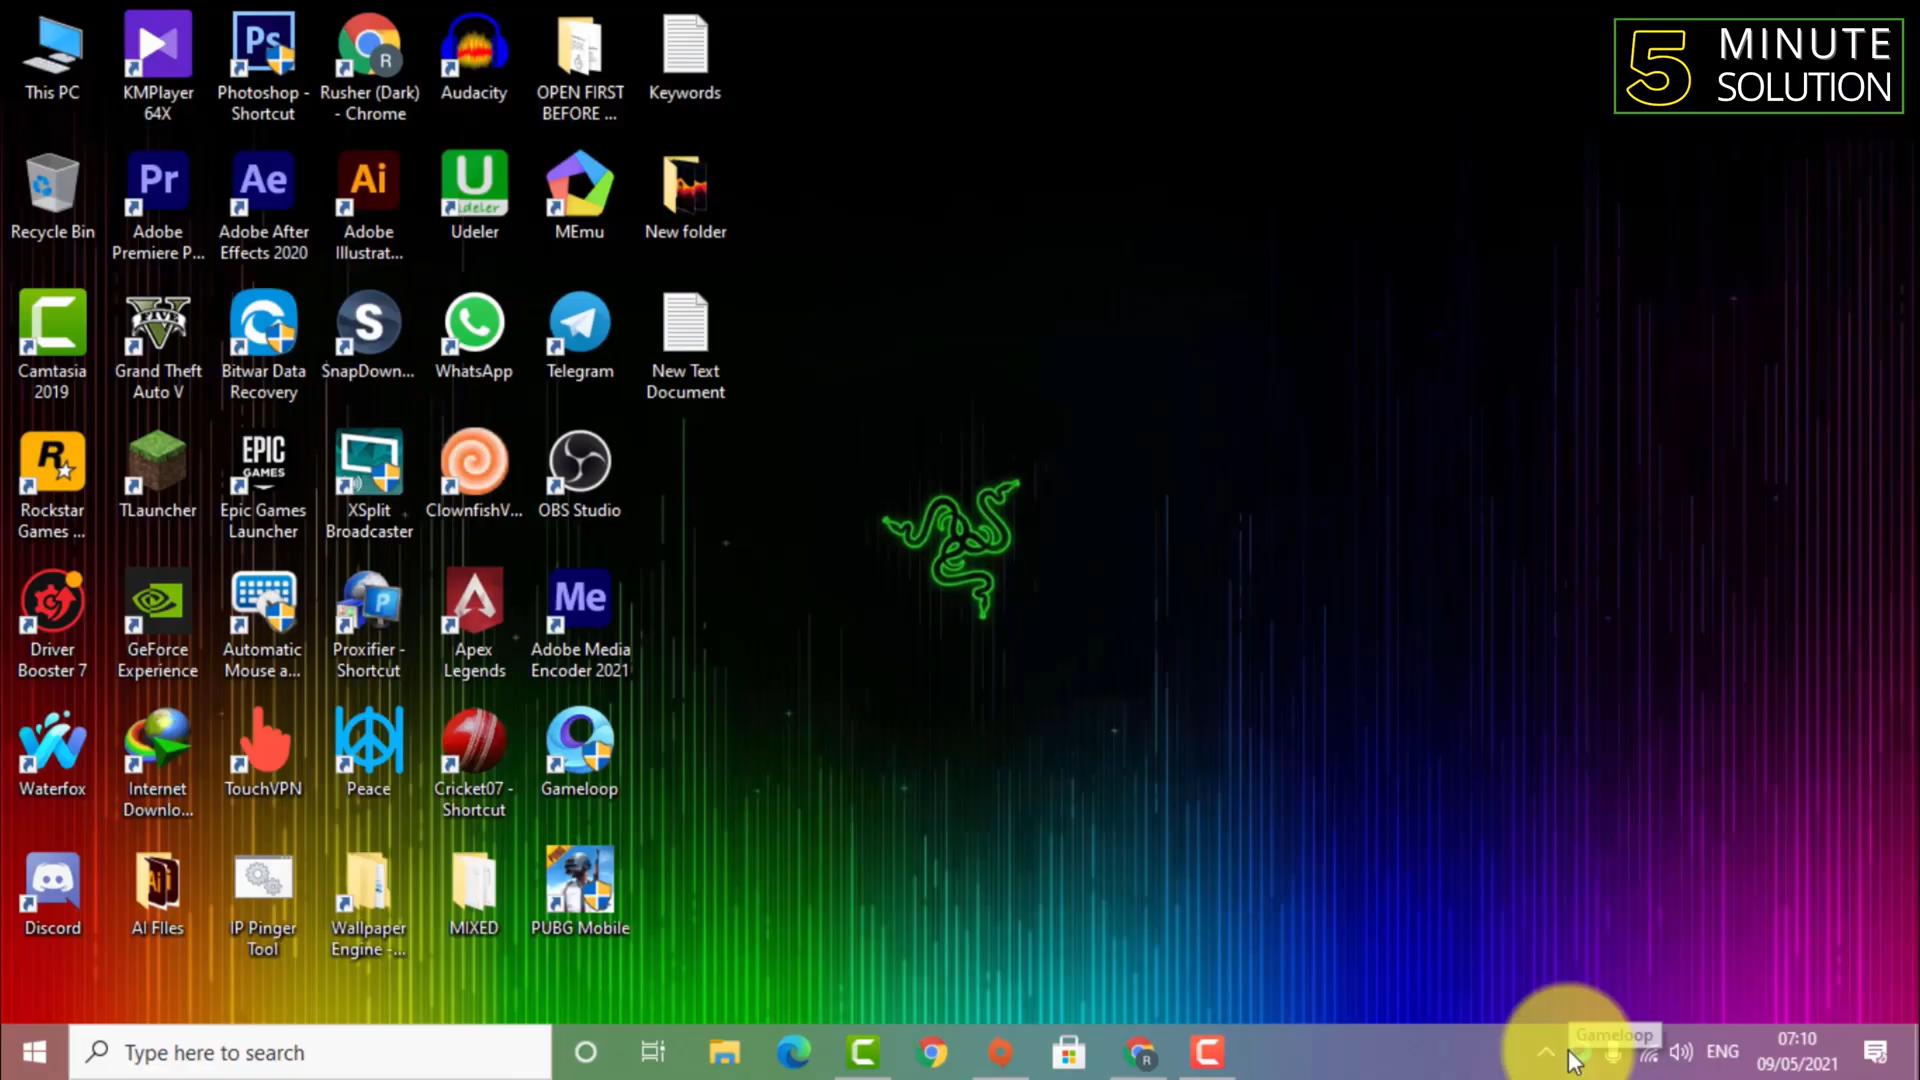 5 MINUTE
SOLUTION
This PC
KMPlayer
64X
Photoshop -
Shortcut
Rusher (Dark)
- Chrome
Audacity
OPEN FIRST
BEFORE ...
Keywords
Recycle Bin
Adobe
Premiere P...
Adobe After
Effects 2020
Adobe
Illustrat...
Udeler
MEmu
New folder
Camtasia
2019
Grand Theft
Auto V
Bitwar Data
Recovery
SnapDown...
WhatsApp
Telegram
New Text
Document
Rockstar
Games ...
TLauncher
Epic Games
Launcher
XSplit
Broadcaster
ClownfishV...
OBS Studio
Driver
Booster 7
GeForce
Experience
Automatic
Mouse a...
Proxifier -
Shortcut
Apex
Legends
Adobe Media
Encoder 2021
Waterfox
Internet
Downlo...
TouchVPN
Peace
Cricket07 -
Shortcut
Gameloop
Discord
AI FIles
IP Pinger
Tool
Wallpaper
Engine -...
MIXED
PUBG Mobile
Type here to search
Gameloop
ENG
07:10
09/05/2021